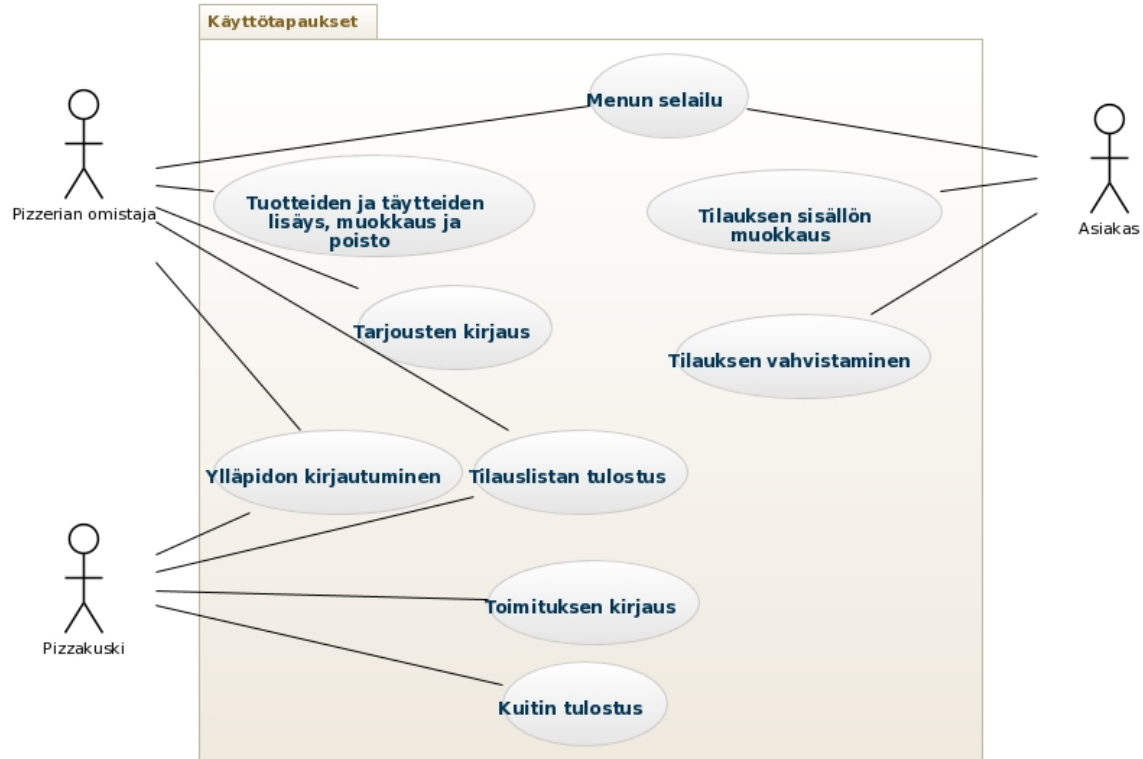 Käyttötapaukset
Menun selailu
Pizzerian omistaja
Tuotteiden ja täytteiden
lisäys, muokkaus ja
poisto
Tilauksen sisällön
muokkaus
Asiakas
Tarjousten kirjaus
Tilauksen vahvistaminen
Ylläpidon kirjautuminen
Tilauslistan tulostus
Pizzakuski
Toimituksen kirjaus
Kuitin tulostus